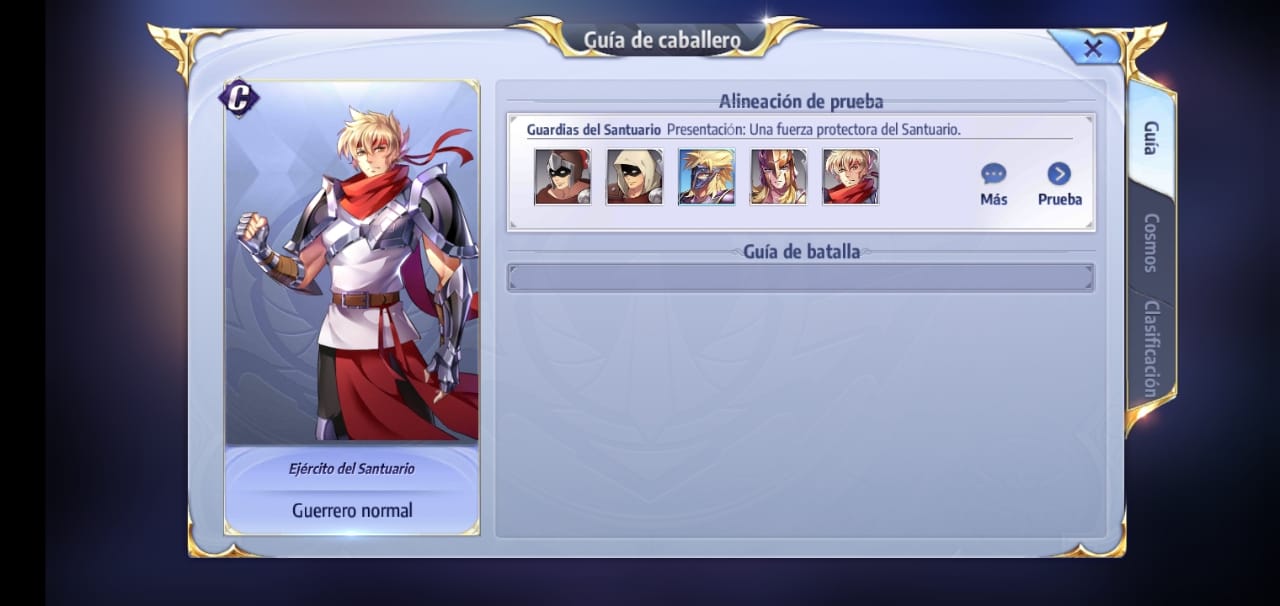 Guía de caballero
C
Alineación de prueba
Guardias del Santuario Presentación: Una fuerza protectora del Santuario.
Más
Prueba
Guía de batalla
Ejército del Santuario
Guerrero normal
Guía
Cosmos
Clasificación